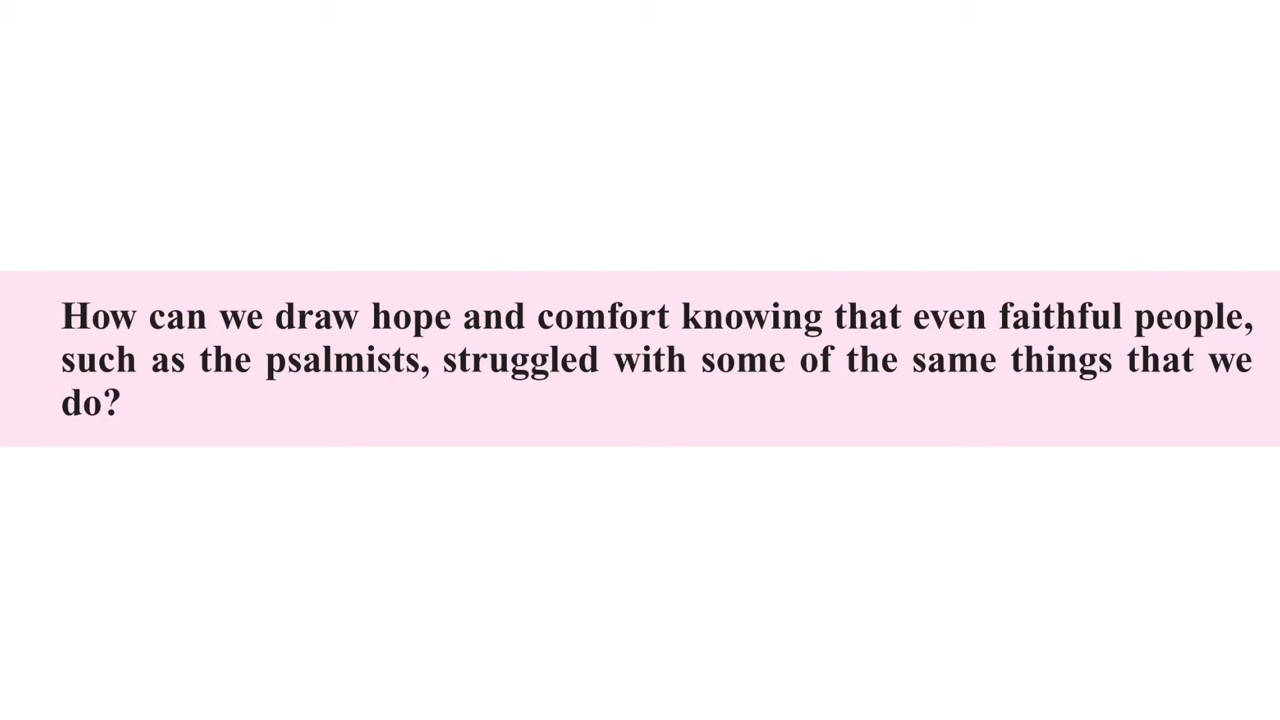 How can we draw hope and comfort knowing that even faithful people,
such as the psalmists, struggled with some of the same things that we
do?